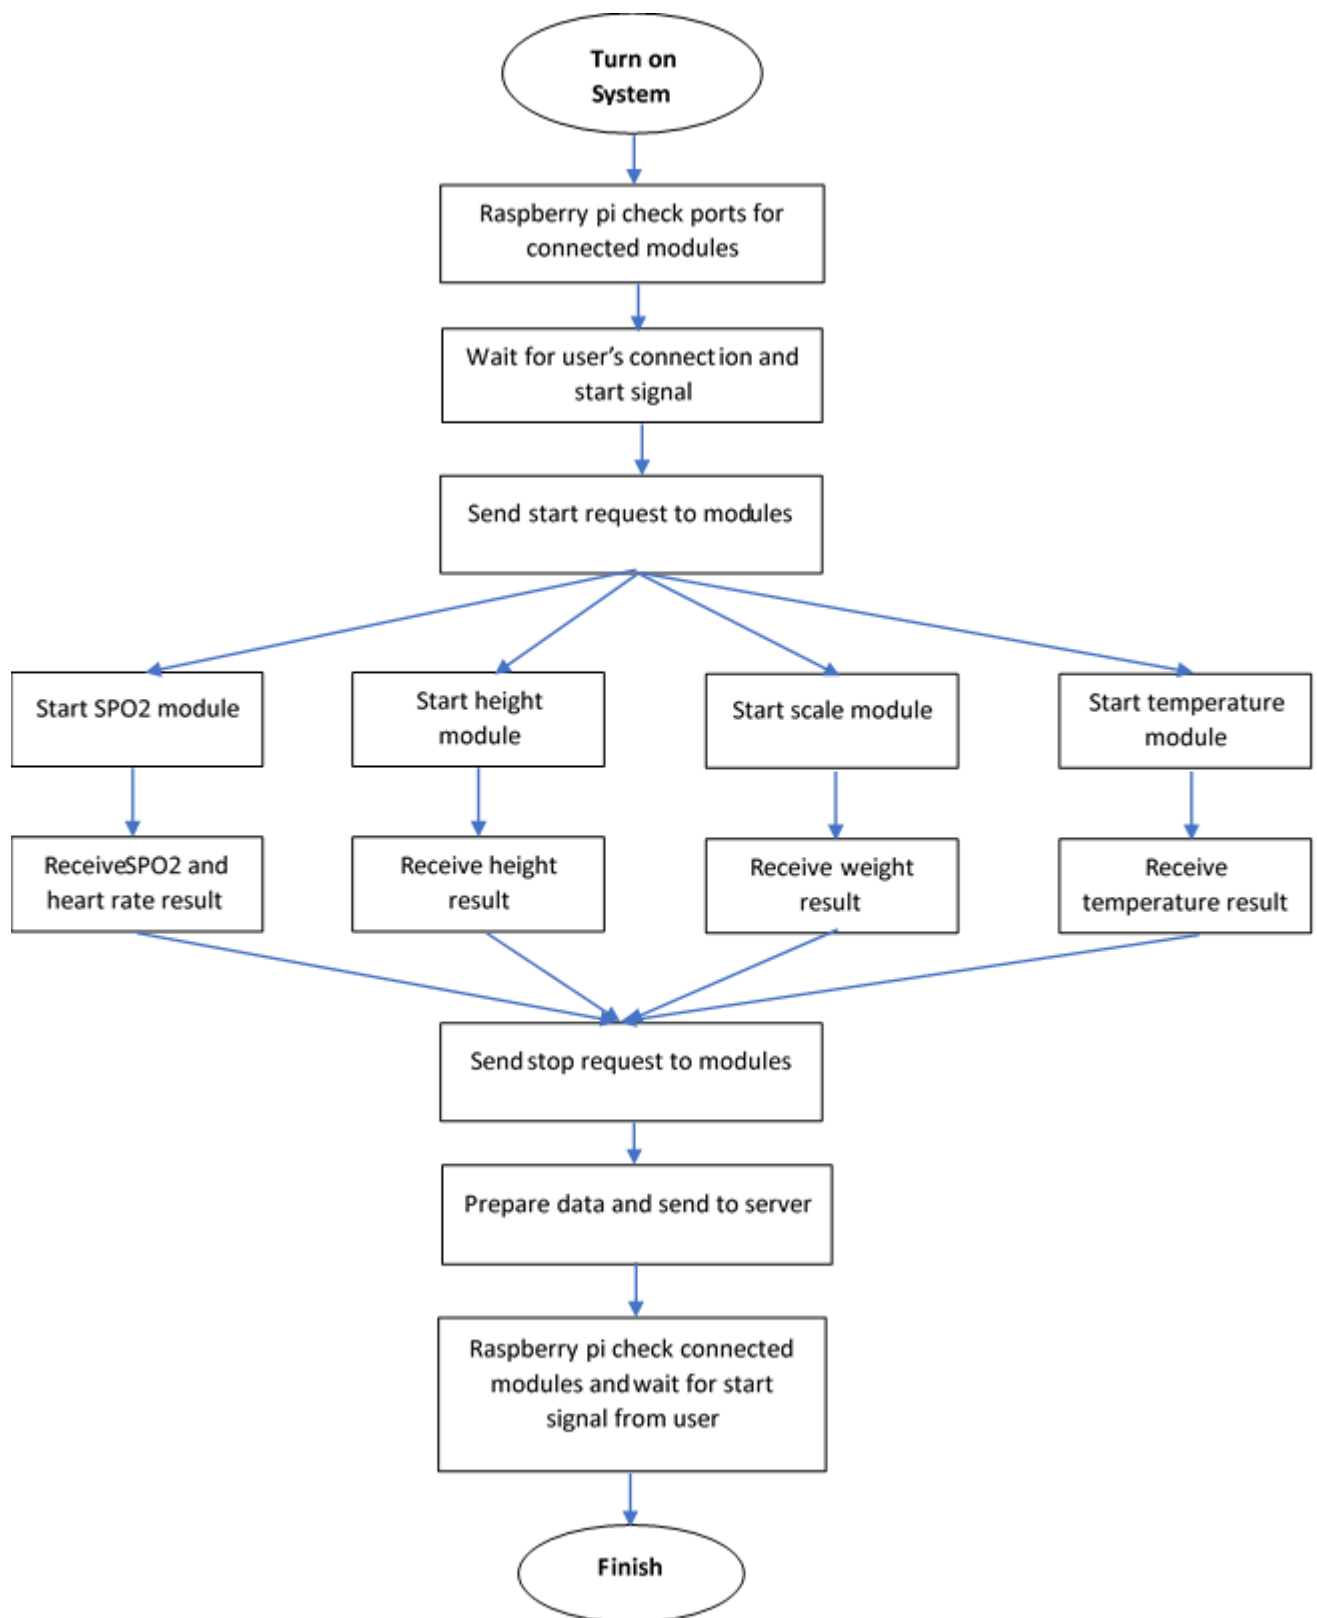 Turn on
System
Raspberry pi check ports for
connected modules
Wait for user's connection and
start signal
Send start request to modules
Start SPO2 module
Start height
module
Start scale module
Start temperature
module
ReceiveSPO2 and
heart rate result
Receive height
result
Receive weight
result
Receive
temperature result
Send stop request to modules
Prepare data and send to server
Raspberry pi check connected
modules and wait for start
signal from user
Finish